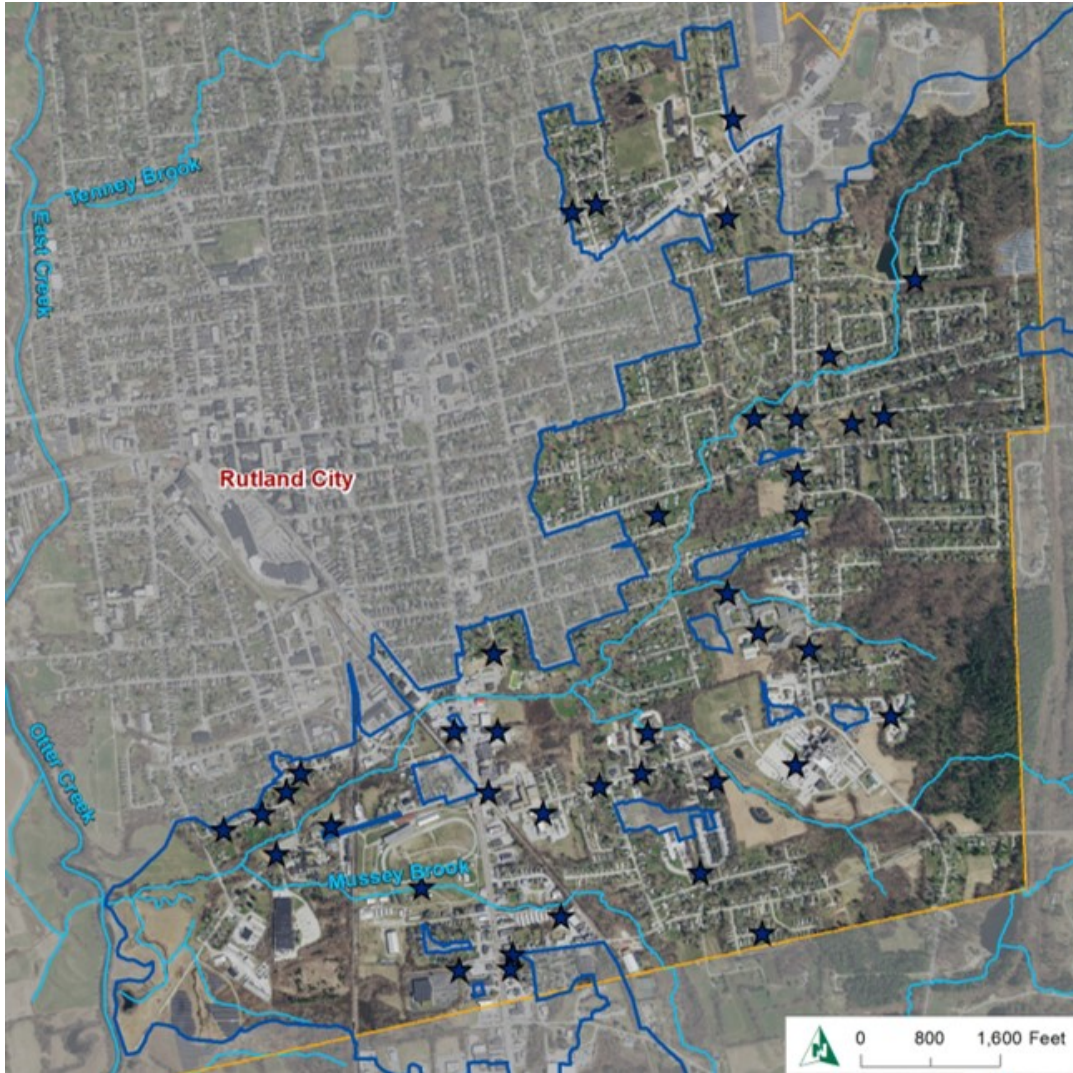 Tenney Brook
East Creek
Rutland City
Otter Creek
Mussey Brook
0 800 1,600 Feet